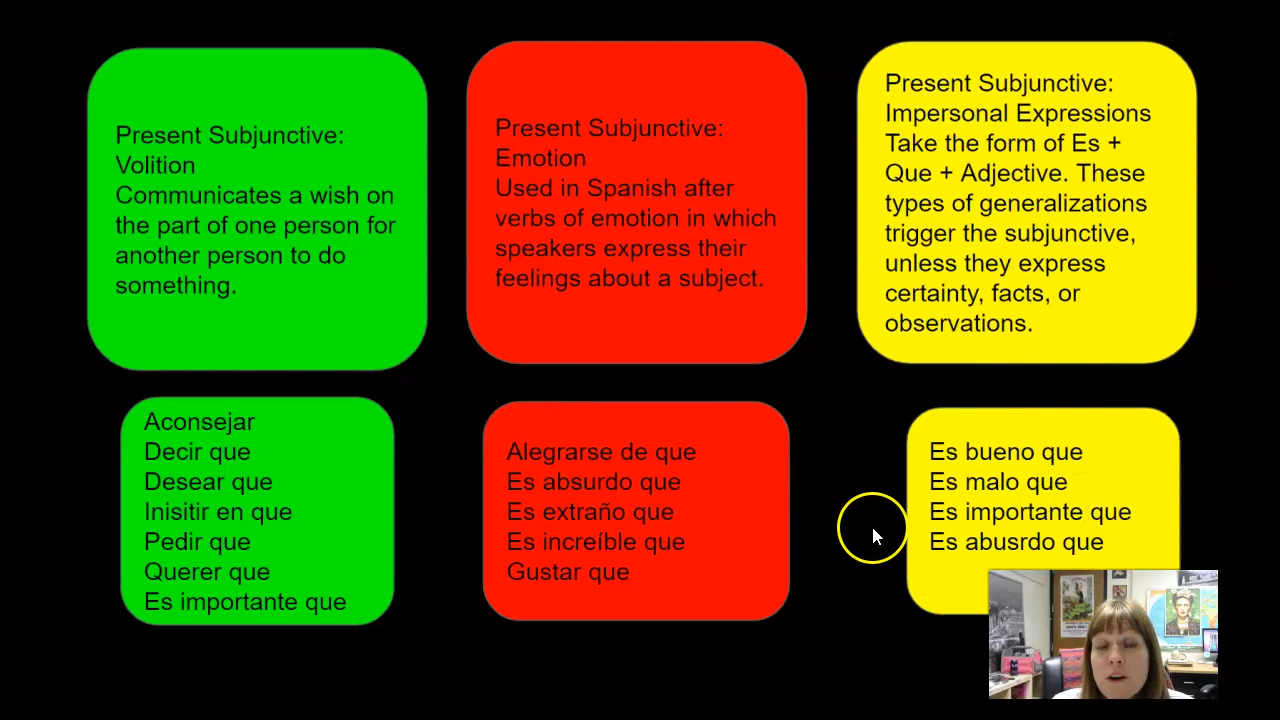 Present Subjunctive:
Volition
Communicates a wish on
the part of one person for
another person to do
something.
Present Subjunctive:
Emotion
Used in Spanish after
verbs of emotion in which
speakers express their
feelings about a subject.
Present Subjunctive:
Impersonal Expressions
Take the form of Es +
Que + Adjective. These
types of generalizations
trigger the subjunctive,
unless they express
certainty, facts, or
observations.
Aconsejar
Decir que
Desear que
Inisitir en que
Pedir que
Querer que
Es importante que
Alegrarse de que
Es absurdo que
Es extraño que
Es increíble que
Gustar que
Es bueno que
Es malo que
Es importante que
Es abusrdo que